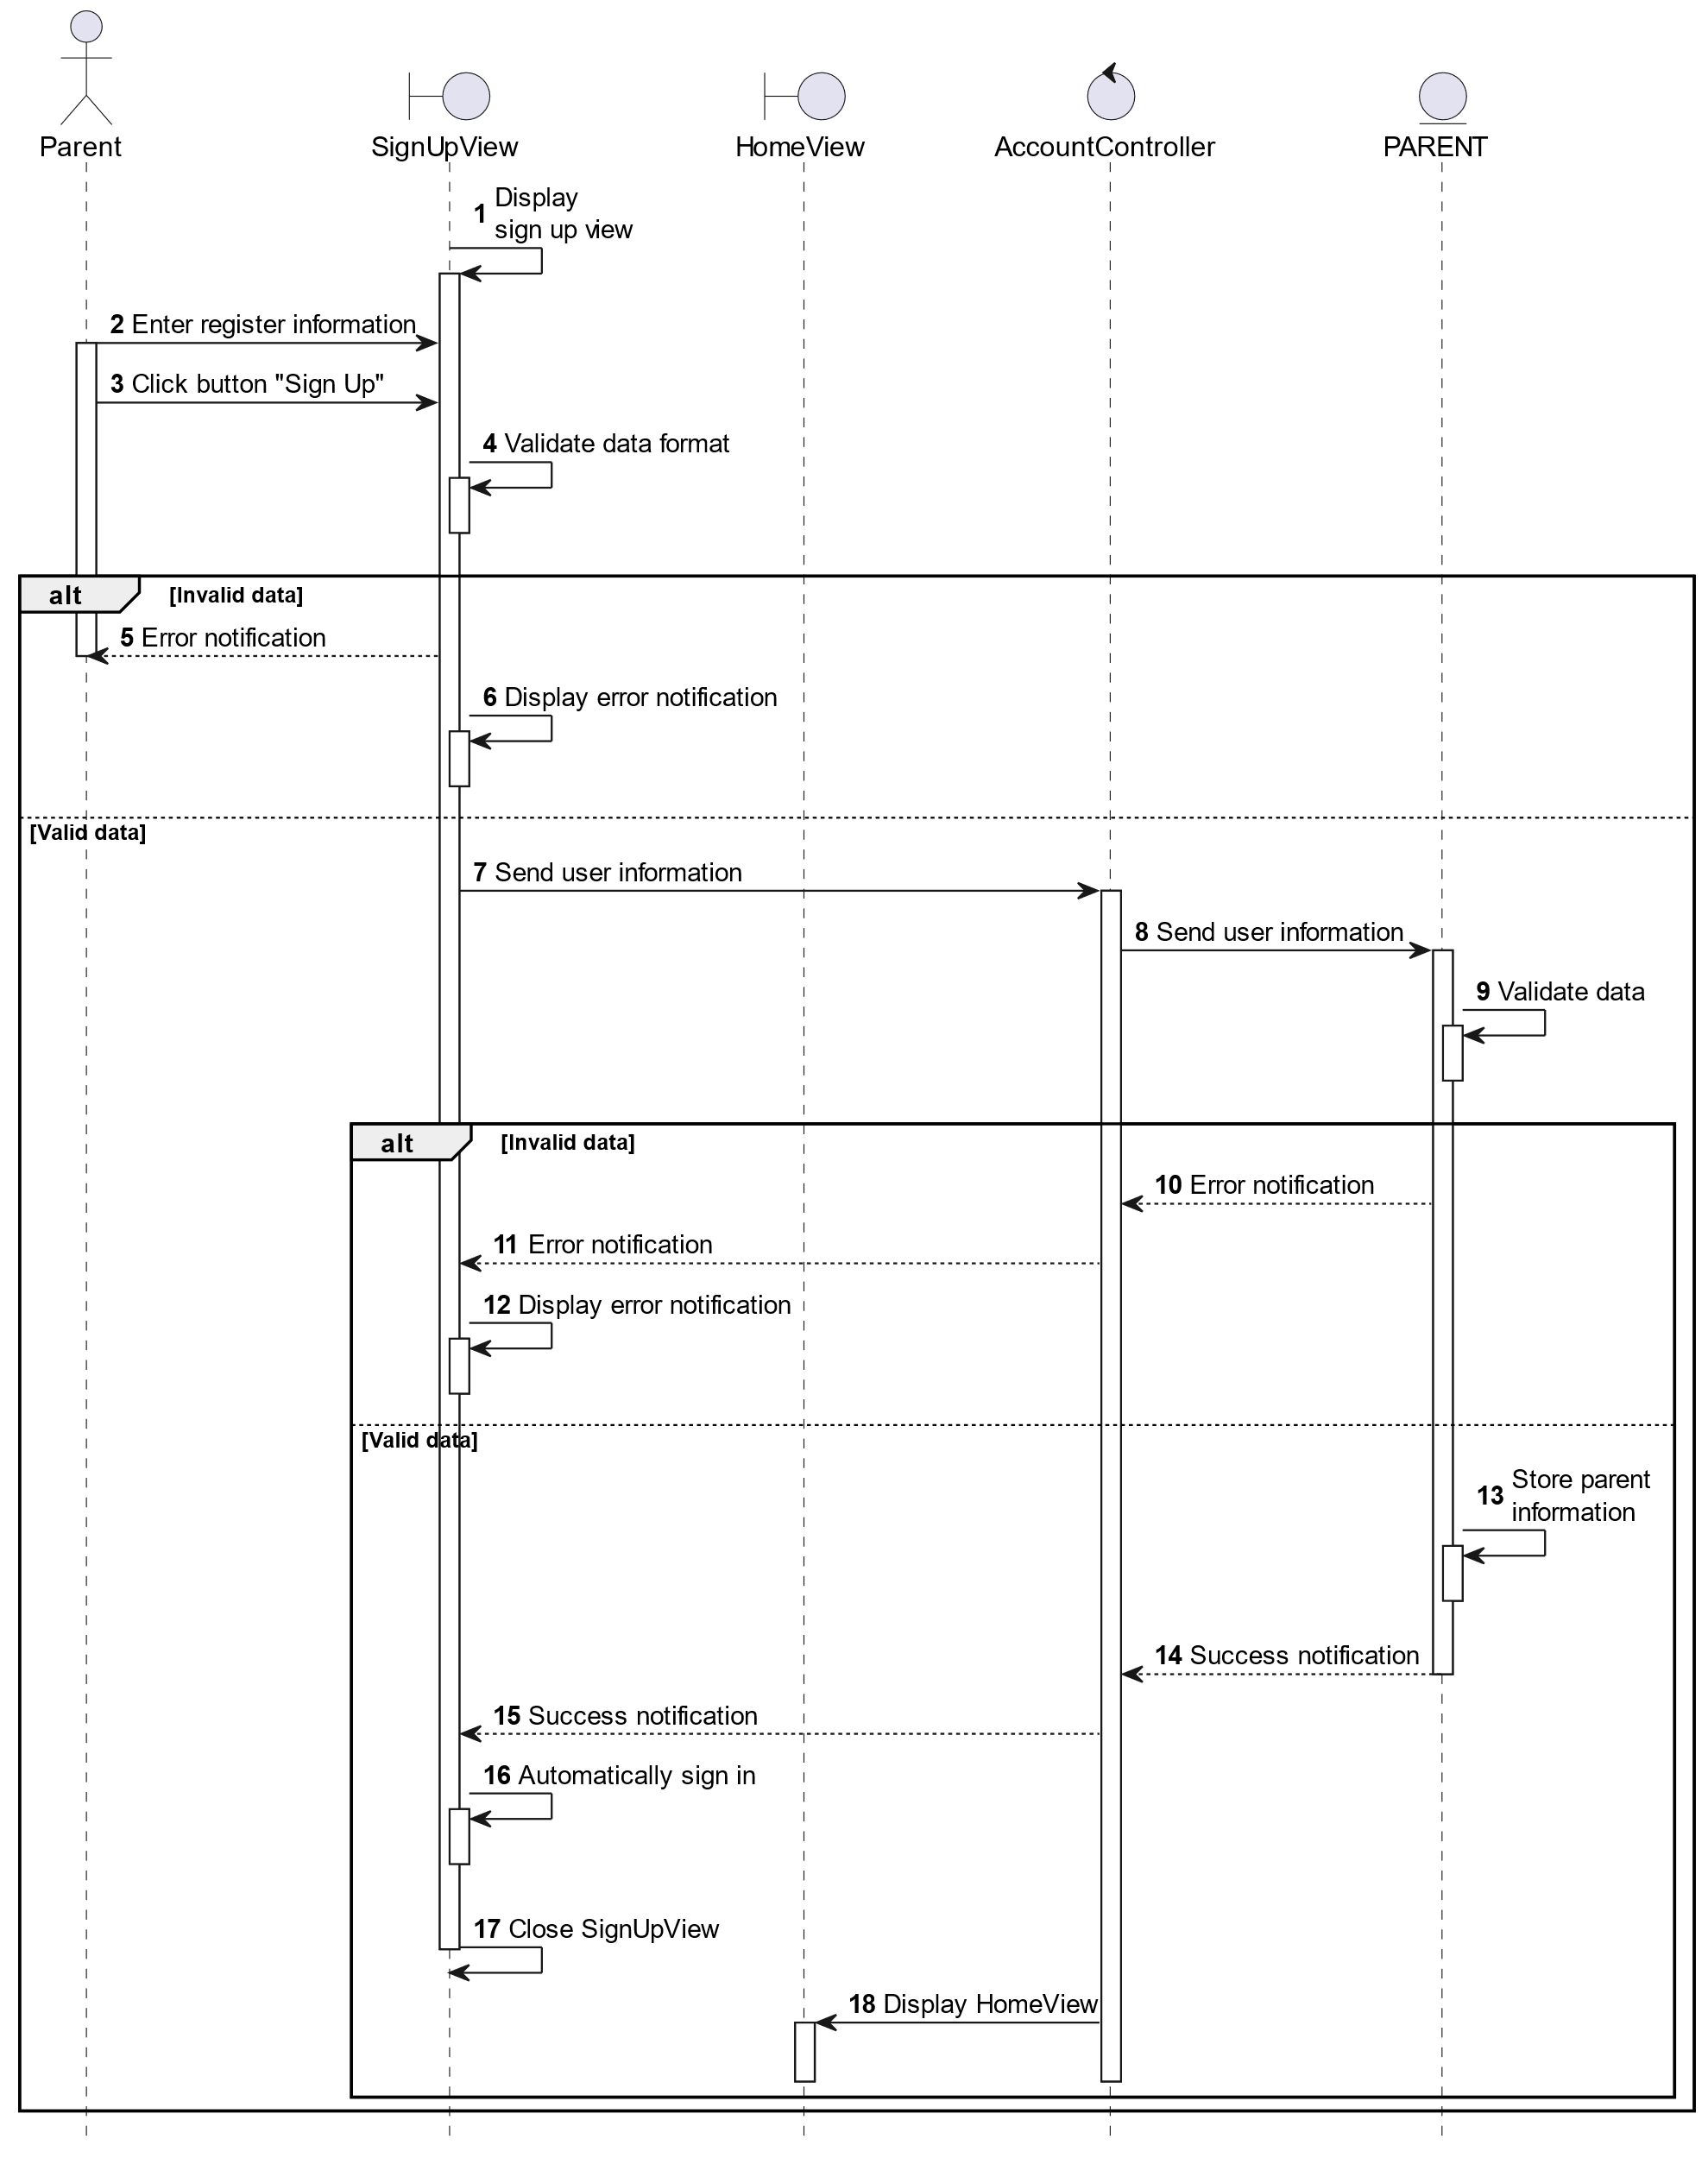 Parent
SignUpView
HomeView
AccountController
PARENT
1 Display
sign up view
2 Enter register information
3 Click button "Sign Up"
4 Validate data format
alt [Invalid data]
5 Error notification
6 Display error notification
[Valid data]
7 Send user information
8 Send user information
9 Validate data
alt [Invalid data]
10 Error notification
11 Error notification
12 Display error notification
[Valid data]
13 Store parent
information
14 Success notification
15 Success notification
16 Automatically sign in
17 Close SignUpView
18 Display HomeView